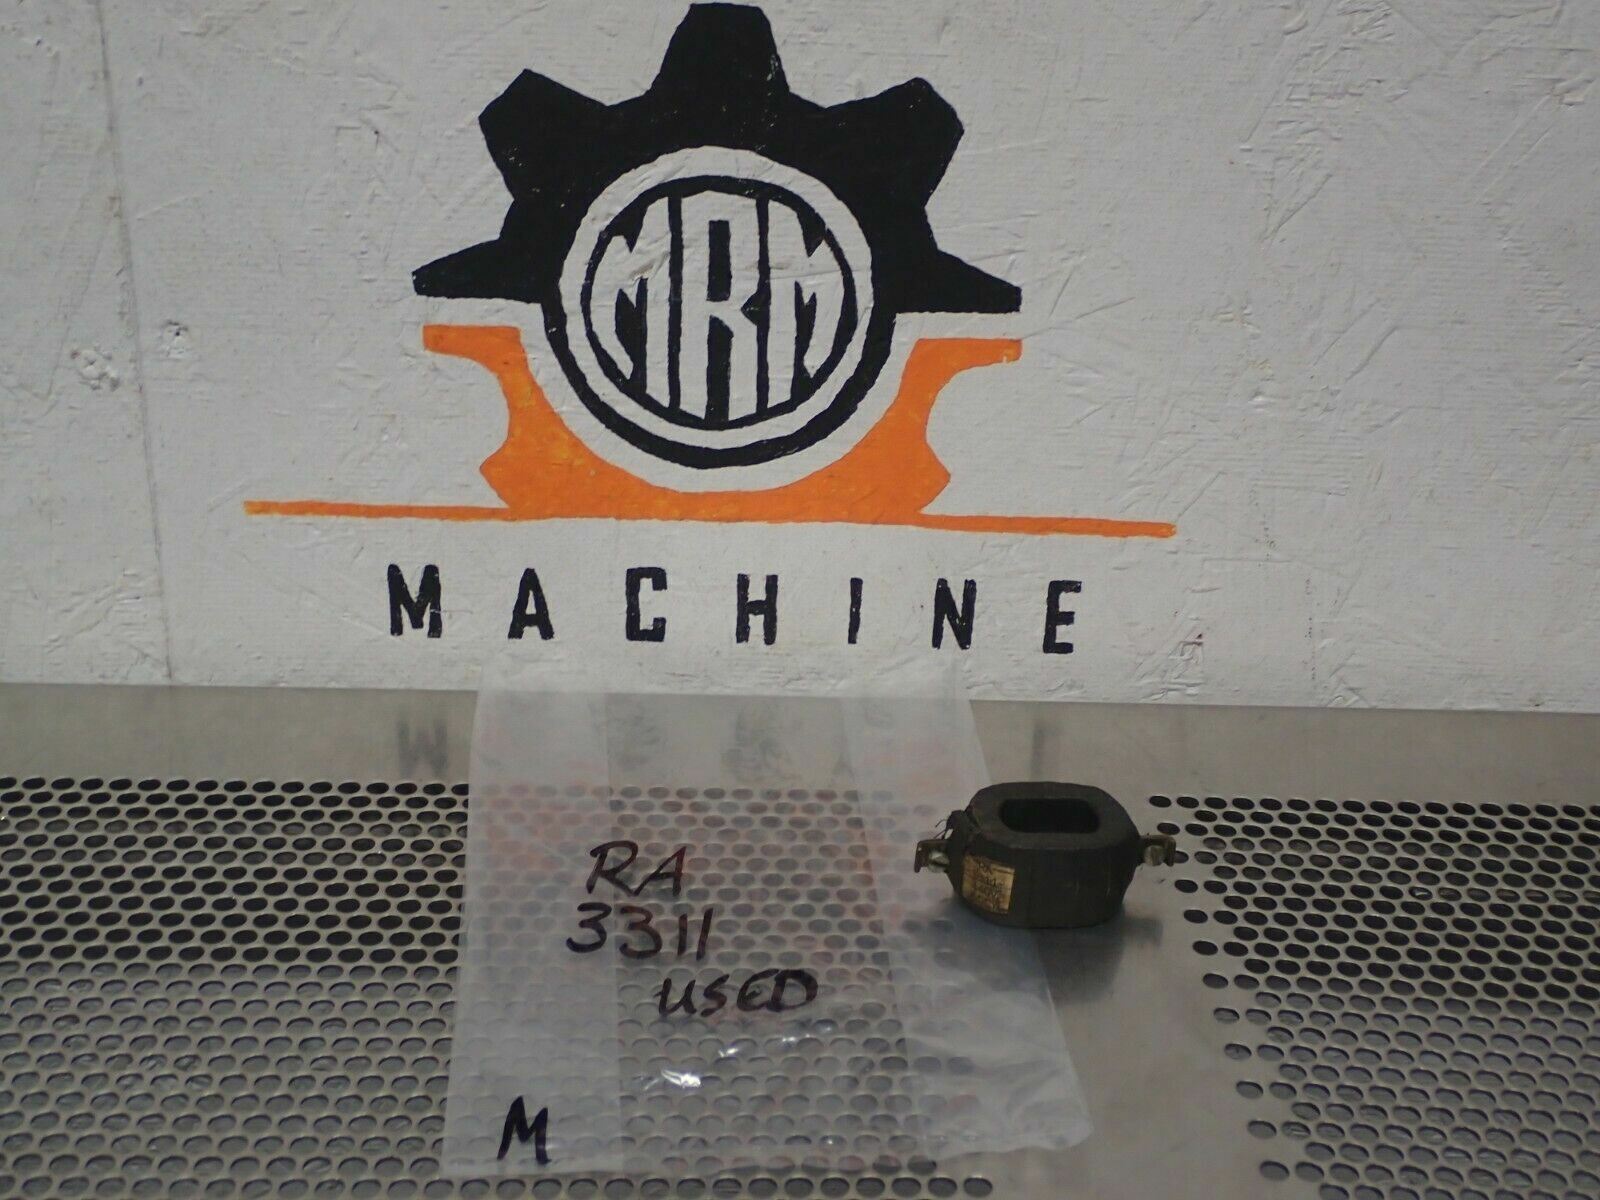 MRM
MACHINE
RA
3311
USED
M